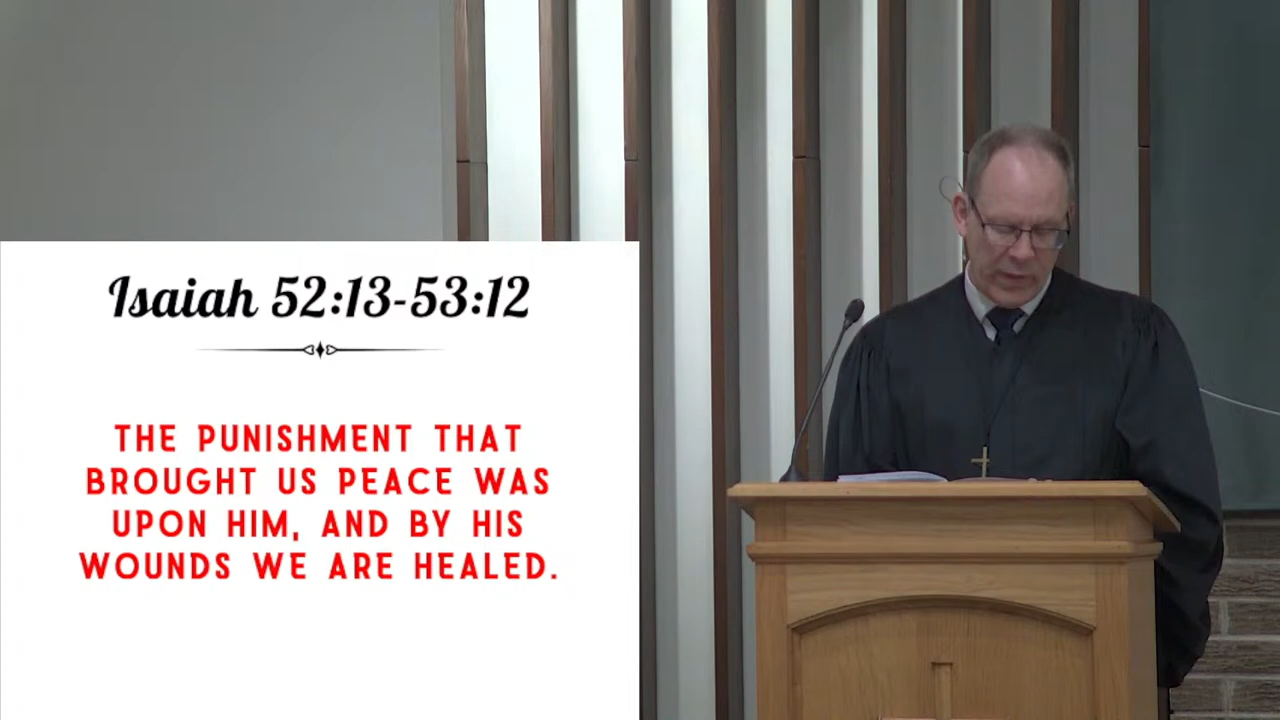 Isaiah 52:13-53:12
THE PUNISHMENT THAT
BROUGHT US PEACE WAS
UPON HIM, AND BY HIS
WOUNDS WE ARE HEALED.